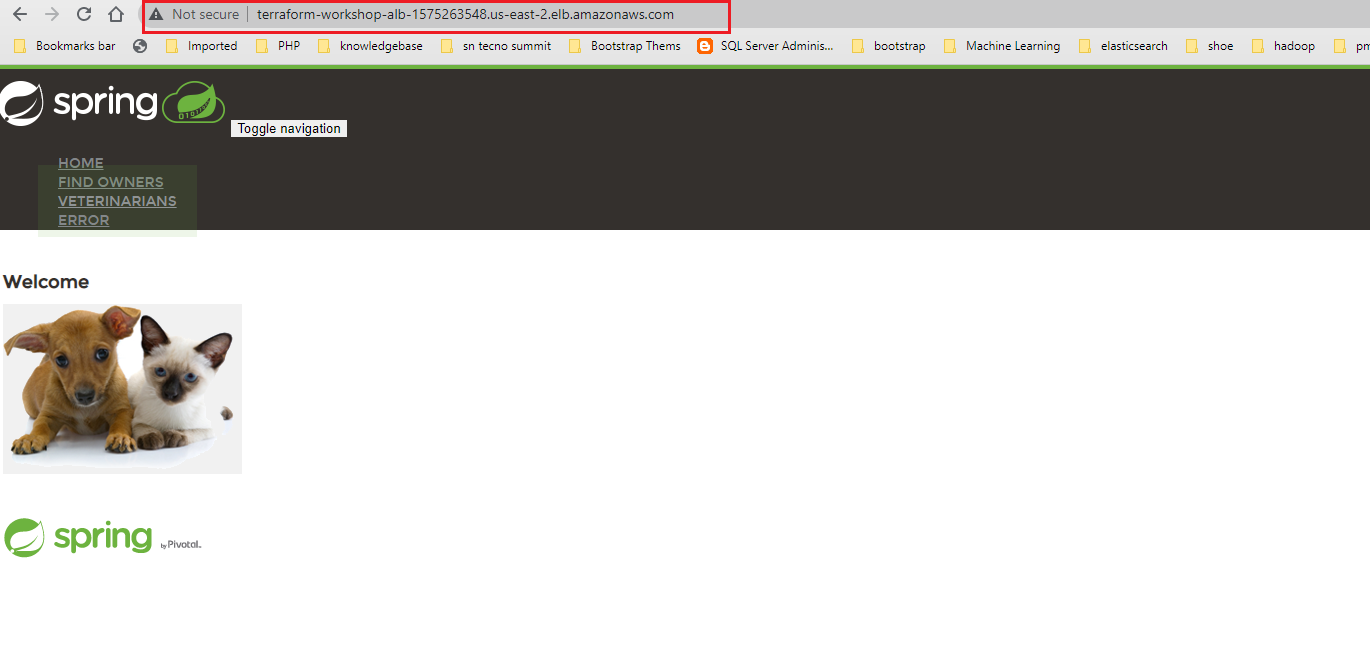 Not secure terraform-workshop-alb-1575263548.us-east-2.elb.amazonaws.com
Bookmarks bar Imported PHP knowledgebase sn tecno summit Bootstrap Thems SQL Server Adminis... bootstrap Machine Learning elasticsearch shoe hadoop
spring
Toggle navigation
HOME
FIND OWNERS
VETERINARIANS
ERROR
Welcome
spring by Pivotal.